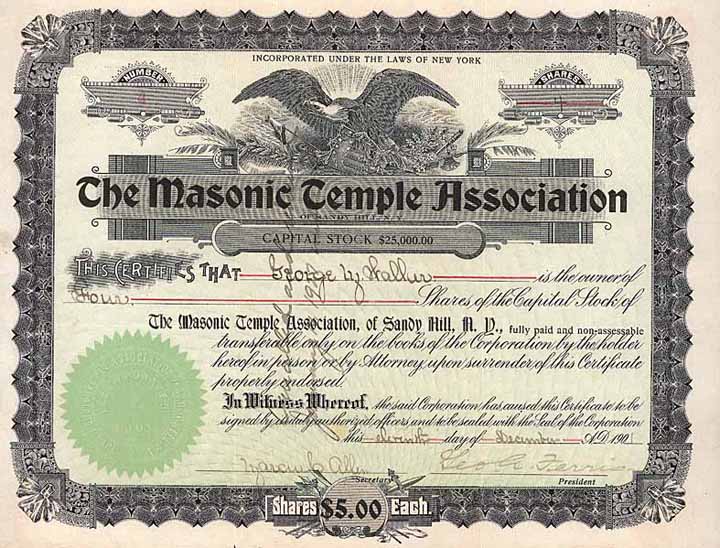 INCORPORATED UNDER THE LAWS OF NEW YORK
NUMBER
SHARES
The Masonic Temple Association
OF SANDY HILL, N.Y.
CAPITAL STOCK $25,000.00
THIS CERTIFIES THAT George W. Walker is the owner of
Four Shares of the Capital Stock of
The Masonic Temple Association, of Sandy Hill, N. Y., fully paid and non-assessable
transferable only on the books of the Corporation by the holder
hereof in person or by Attorney, upon surrender of this Certificate
properly endorsed.
In Witness Whereof, the said Corporation has caused this Certificate to be
signed by its duly authorized officers and to be sealed with the Seal of the Corporation
this day of December A.D. 190
Allen
Secretary
President
Shares $5.00 Each.